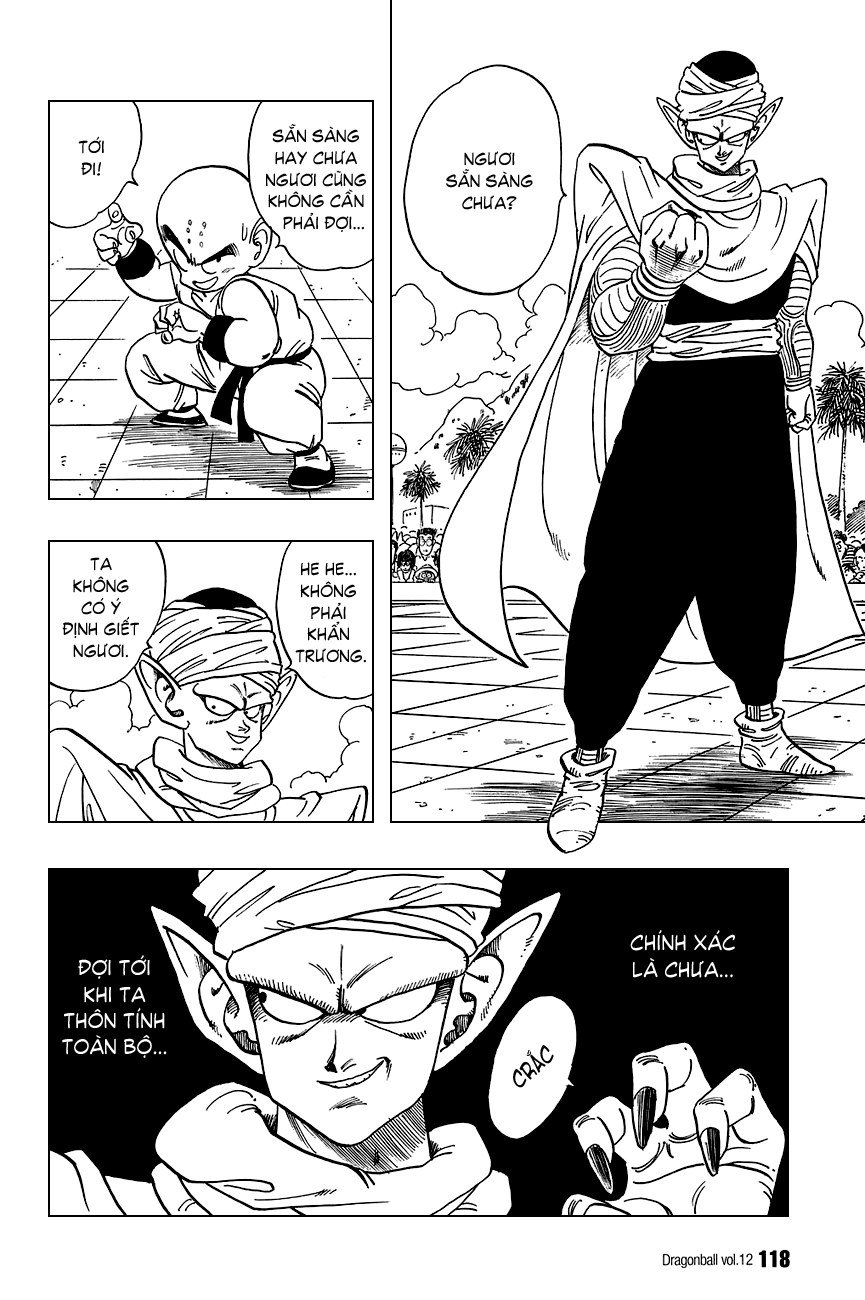 NGƯƠI
SẴN SÀNG
CHƯA?
SẴN SÀNG
HAY CHƯA
NGƯƠI CŨNG
KHÔNG CẦN
PHẢI ĐỢI...
TỚI
ĐI!
HE HE...
KHÔNG
PHẢI
KHẨN
TRƯƠNG.
TA
KHÔNG
CÓ Ý
ĐỊNH GIẾT
NGƯƠI.
CHÍNH XÁC
LÀ CHƯA...
CRẮC
ĐỢI TỚI
KHI TA
THÔN TÍNH
TOÀN BỘ...
Dragonball vol.12 118